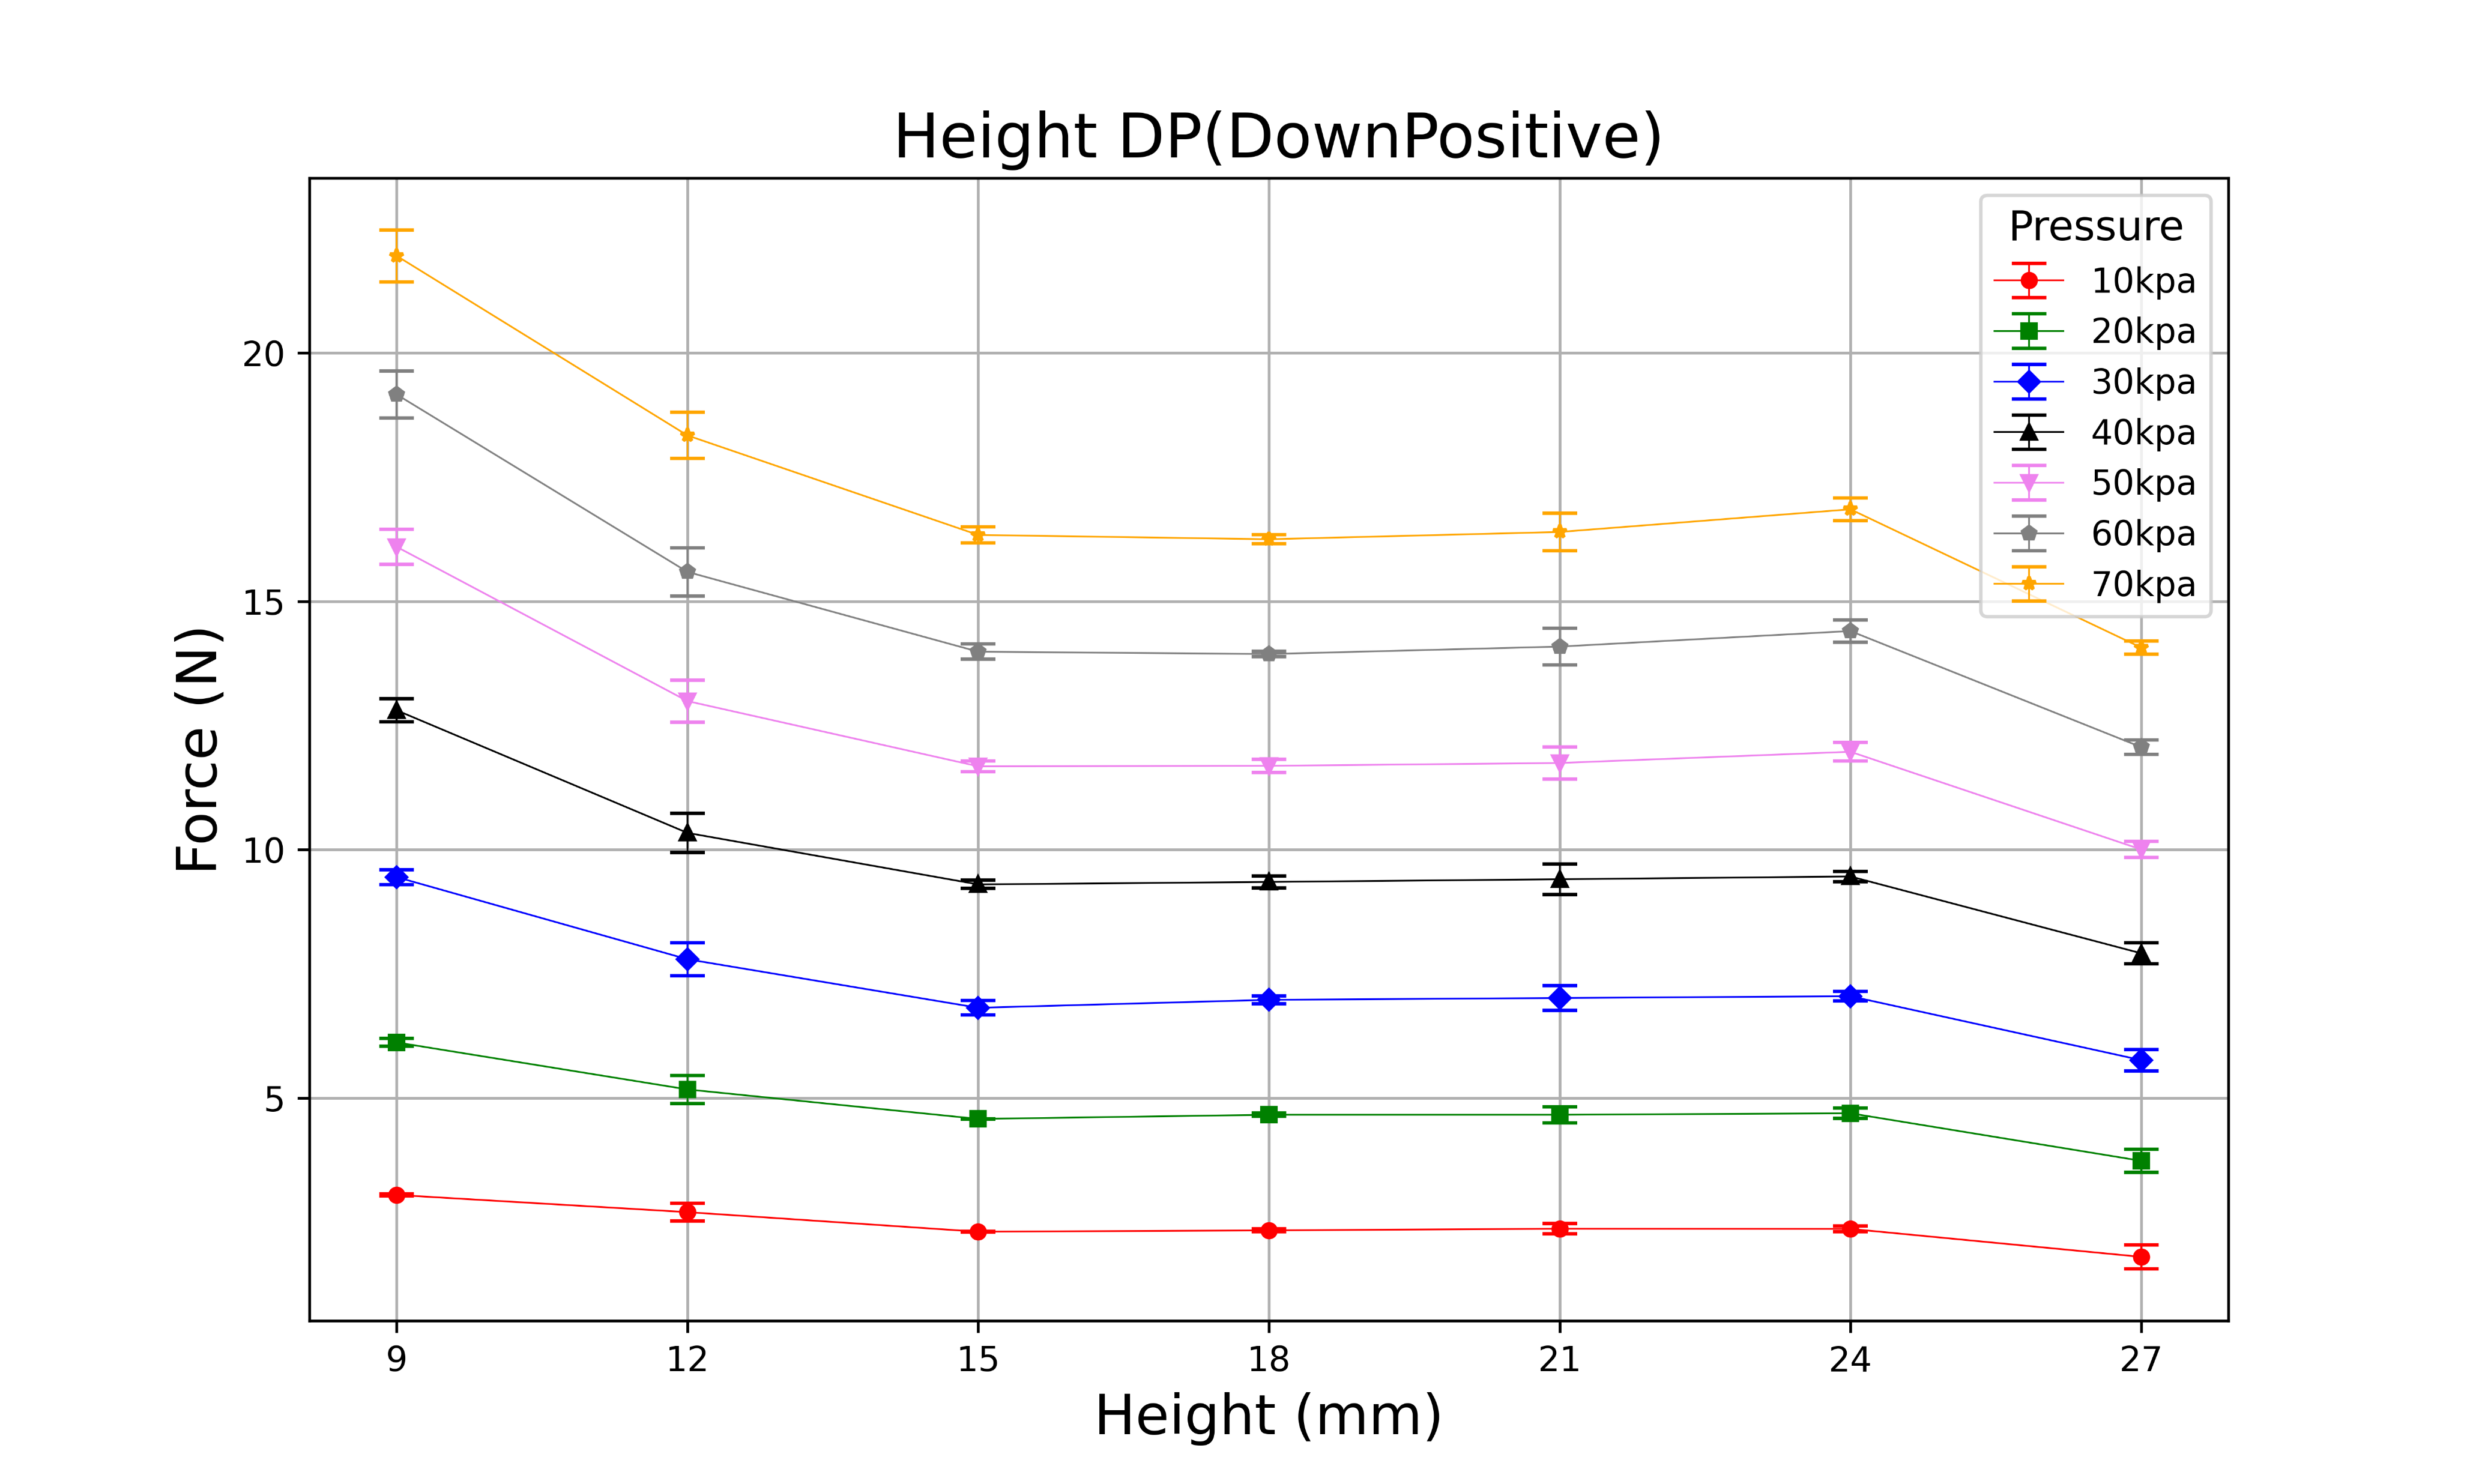 Height DP(DownPositive)
Pressure
10kpa
20kpa
30kpa
40kpa
50kpa
60kpa
70kpa
Force (N)
20
15
10
5
9 12 15 18 21 24 27
Height (mm)